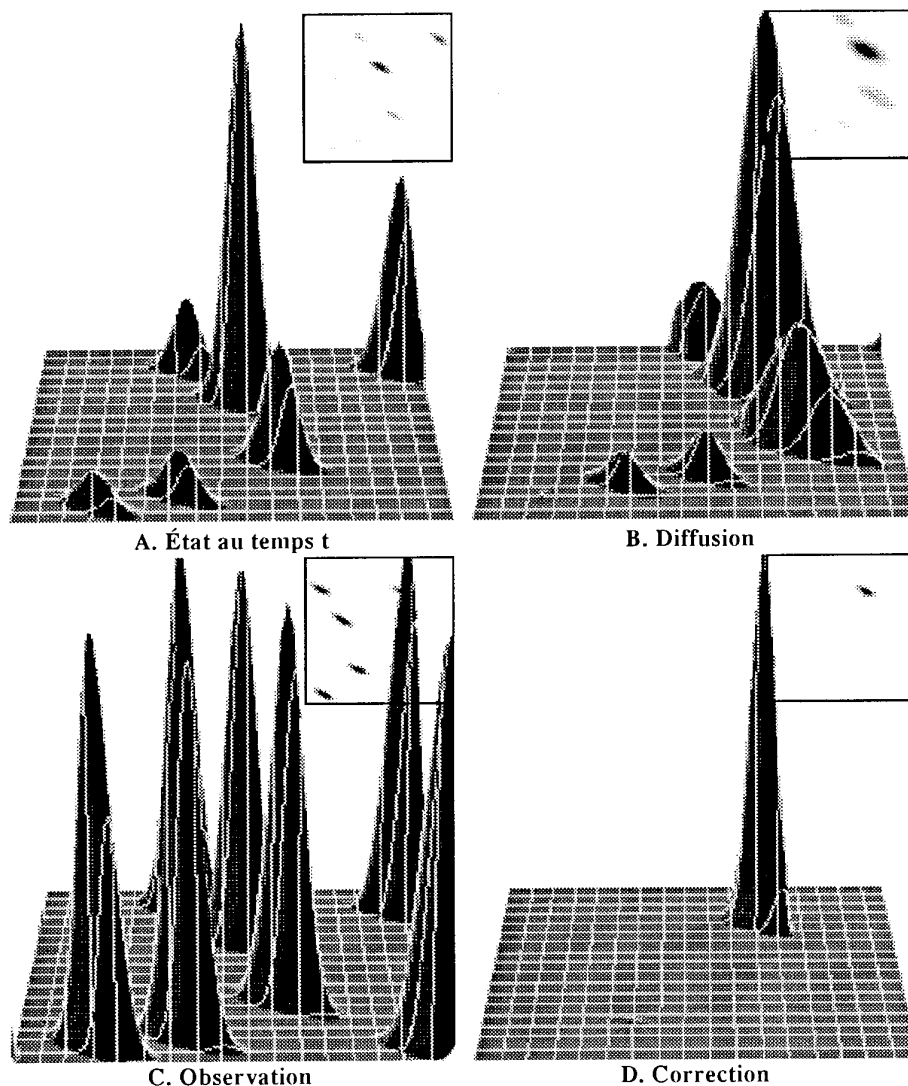 A. État au temps t
B. Diffusion
C. Observation
D. Correction